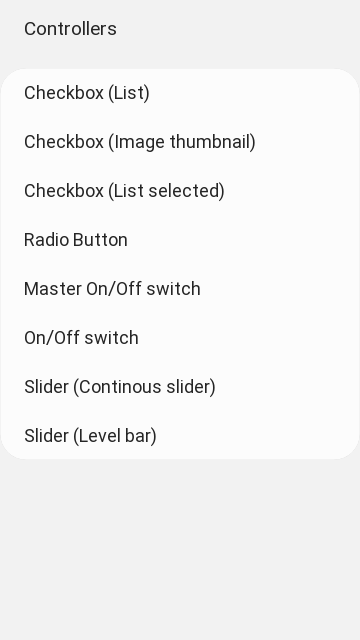 Controllers
Checkbox (List)
Checkbox (Image thumbnail)
Checkbox (List selected)
Radio Button
Master On/Off switch
On/Off switch
Slider (Continous slider)
Slider (Level bar)